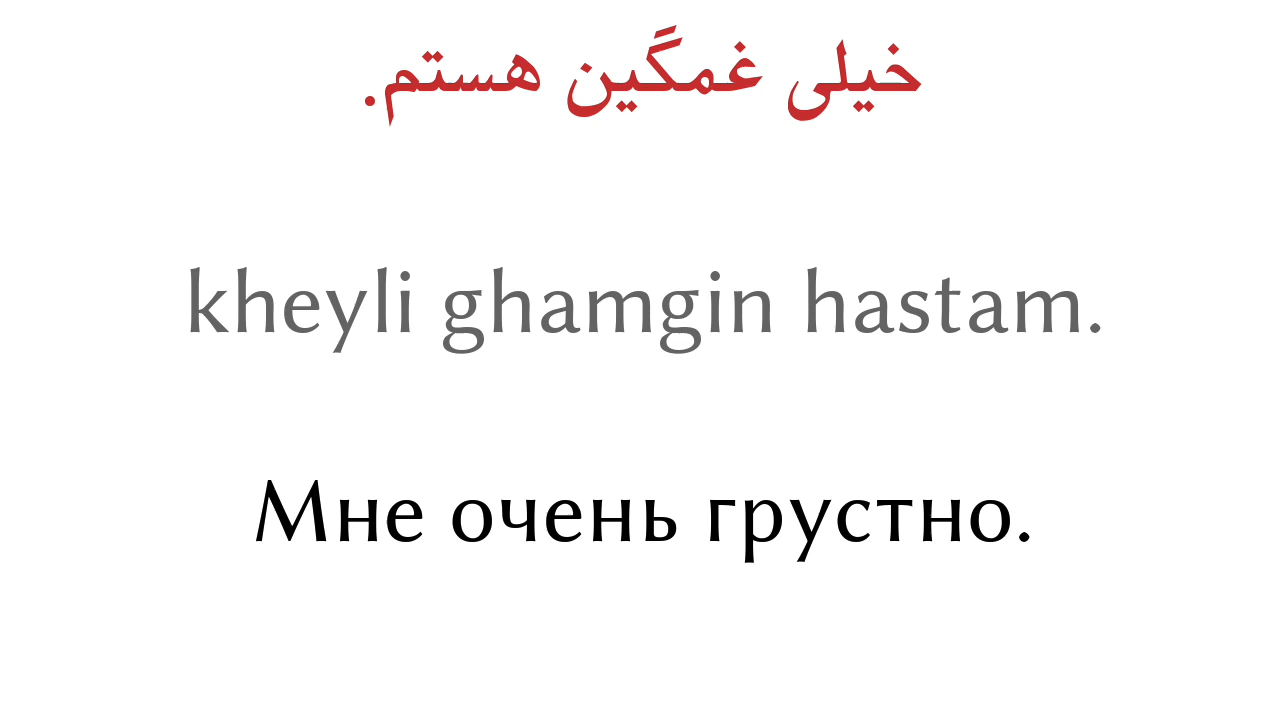 خیلی غمگین هستم.
kheyli ghamgin hastam.
Мне очень грустно.